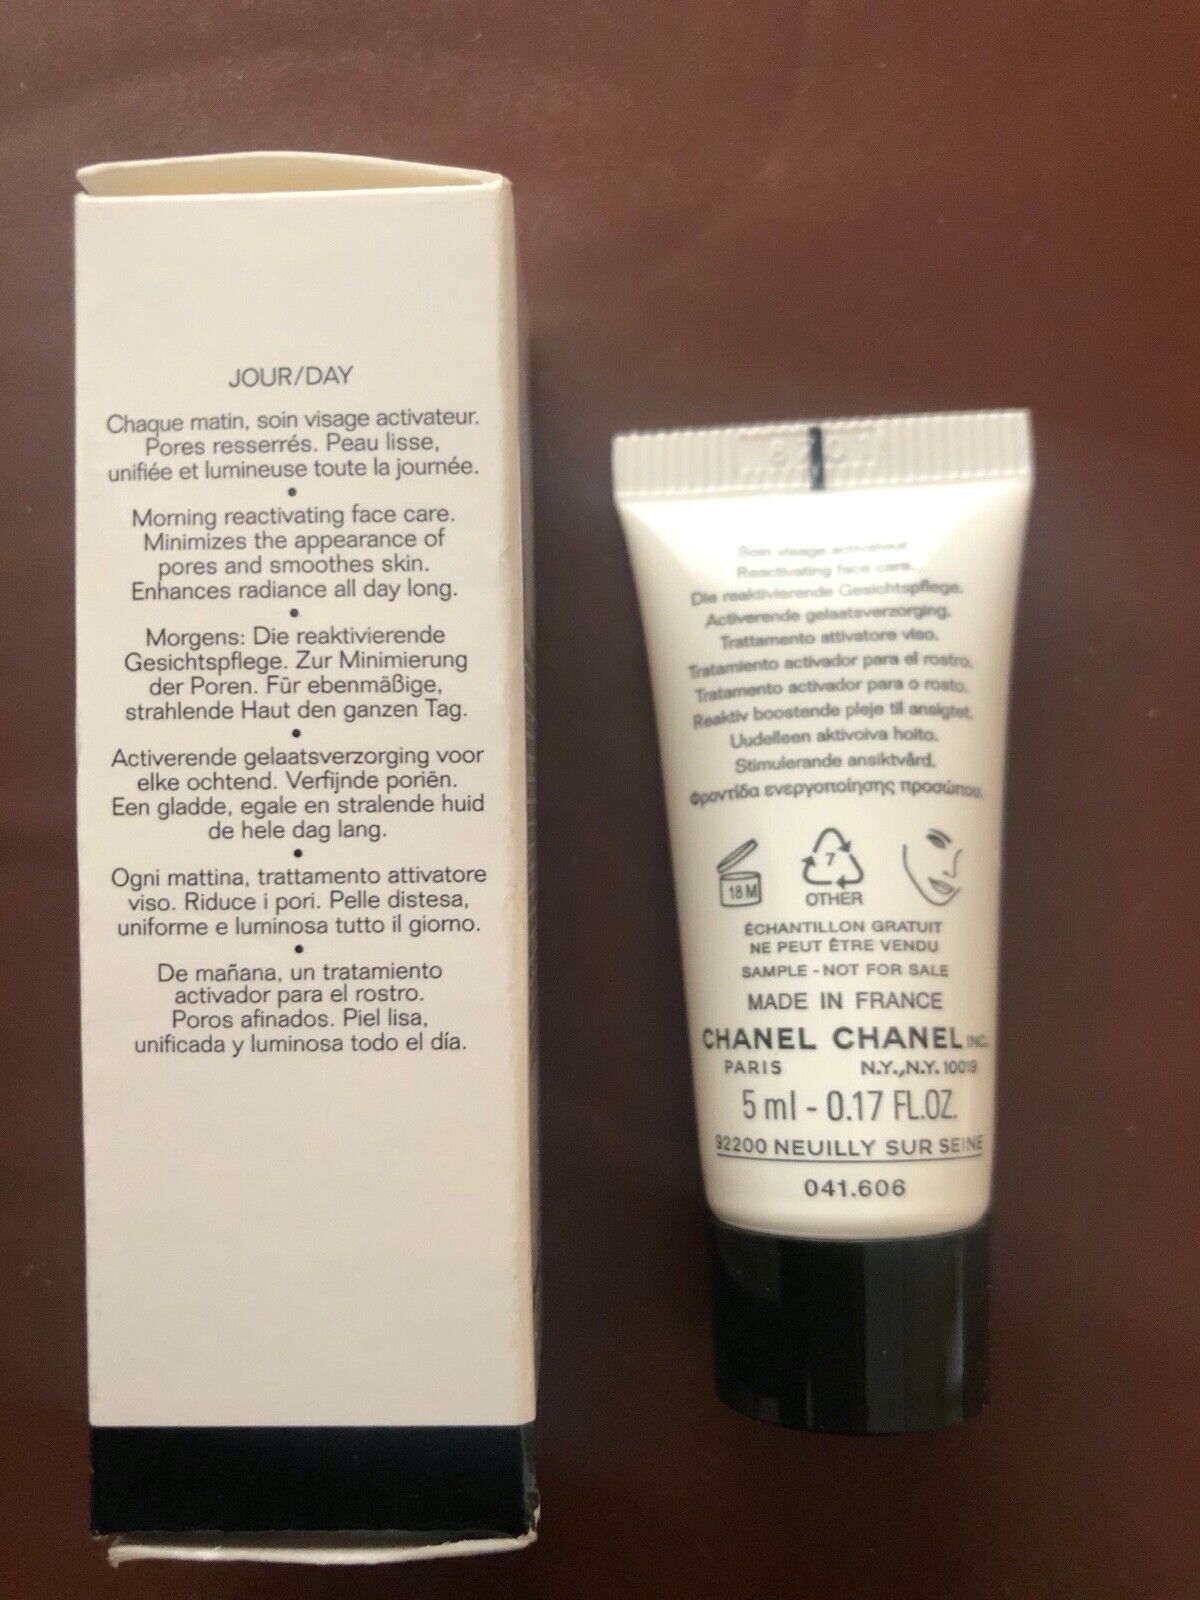 JOUR/DAY
Chaque matin, soin visage activateur.
Pores resserrés. Peau lisse,
unifiée et lumineuse toute la journée.
•
Morning reactivating face care.
Minimizes the appearance of
pores and smoothes skin.
Enhances radiance all day long.
•
Morgens: Die reaktivierende
Gesichtspflege. Zur Minimierung
der Poren. Für ebenmäßige,
strahlende Haut den ganzen Tag.
•
Activerende gelaatsverzorging voor
elke ochtend. Verfijnde poriën.
Een gladde, egale en stralende huid
de hele dag lang.
•
Ogni mattina, trattamento attivatore
viso. Riduce i pori. Pelle distesa,
uniforme e luminosa tutto il giorno.
•
De mañana, un tratamiento
activador para el rostro.
Poros afinados. Piel lisa,
unificada y luminosa todo el día.
Soin visage activateur.
Reactivating face care.
Die reaktivierende Gesichtspflege.
Activerende gelaatsverzorging.
Trattamento attivatore viso.
Tratamiento activador para el rostro.
Tratamento activador para o rosto.
Reaktiv boostende pleje til ansigtet.
Uudelleen aktivoiva hoito.
Stimulerande ansiktvård.
Φροντίδα ενεργοποίησης προσώπου.
18 M
7
OTHER
ÉCHANTILLON GRATUIT
NE PEUT ÊTRE VENDU
SAMPLE - NOT FOR SALE
MADE IN FRANCE
CHANEL CHANEL INC.
PARIS N.Y., N.Y. 10019
5 ml - 0.17 FL.OZ.
92200 NEUILLY SUR SEINE
041.606